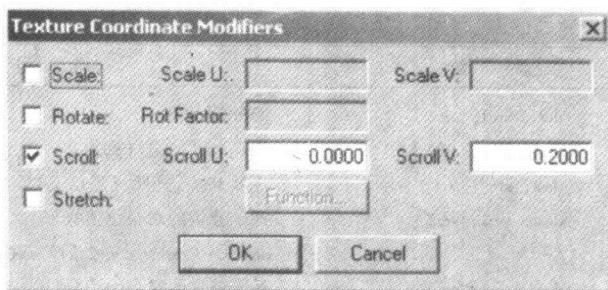 Texture Coordinate Modifiers
Scale: Scale U: Scale V:
Rotate: Rot Factor:
Scroll: Scroll U: 0.0000 Scroll V: 0.2000
Stretch: Function...
OK Cancel